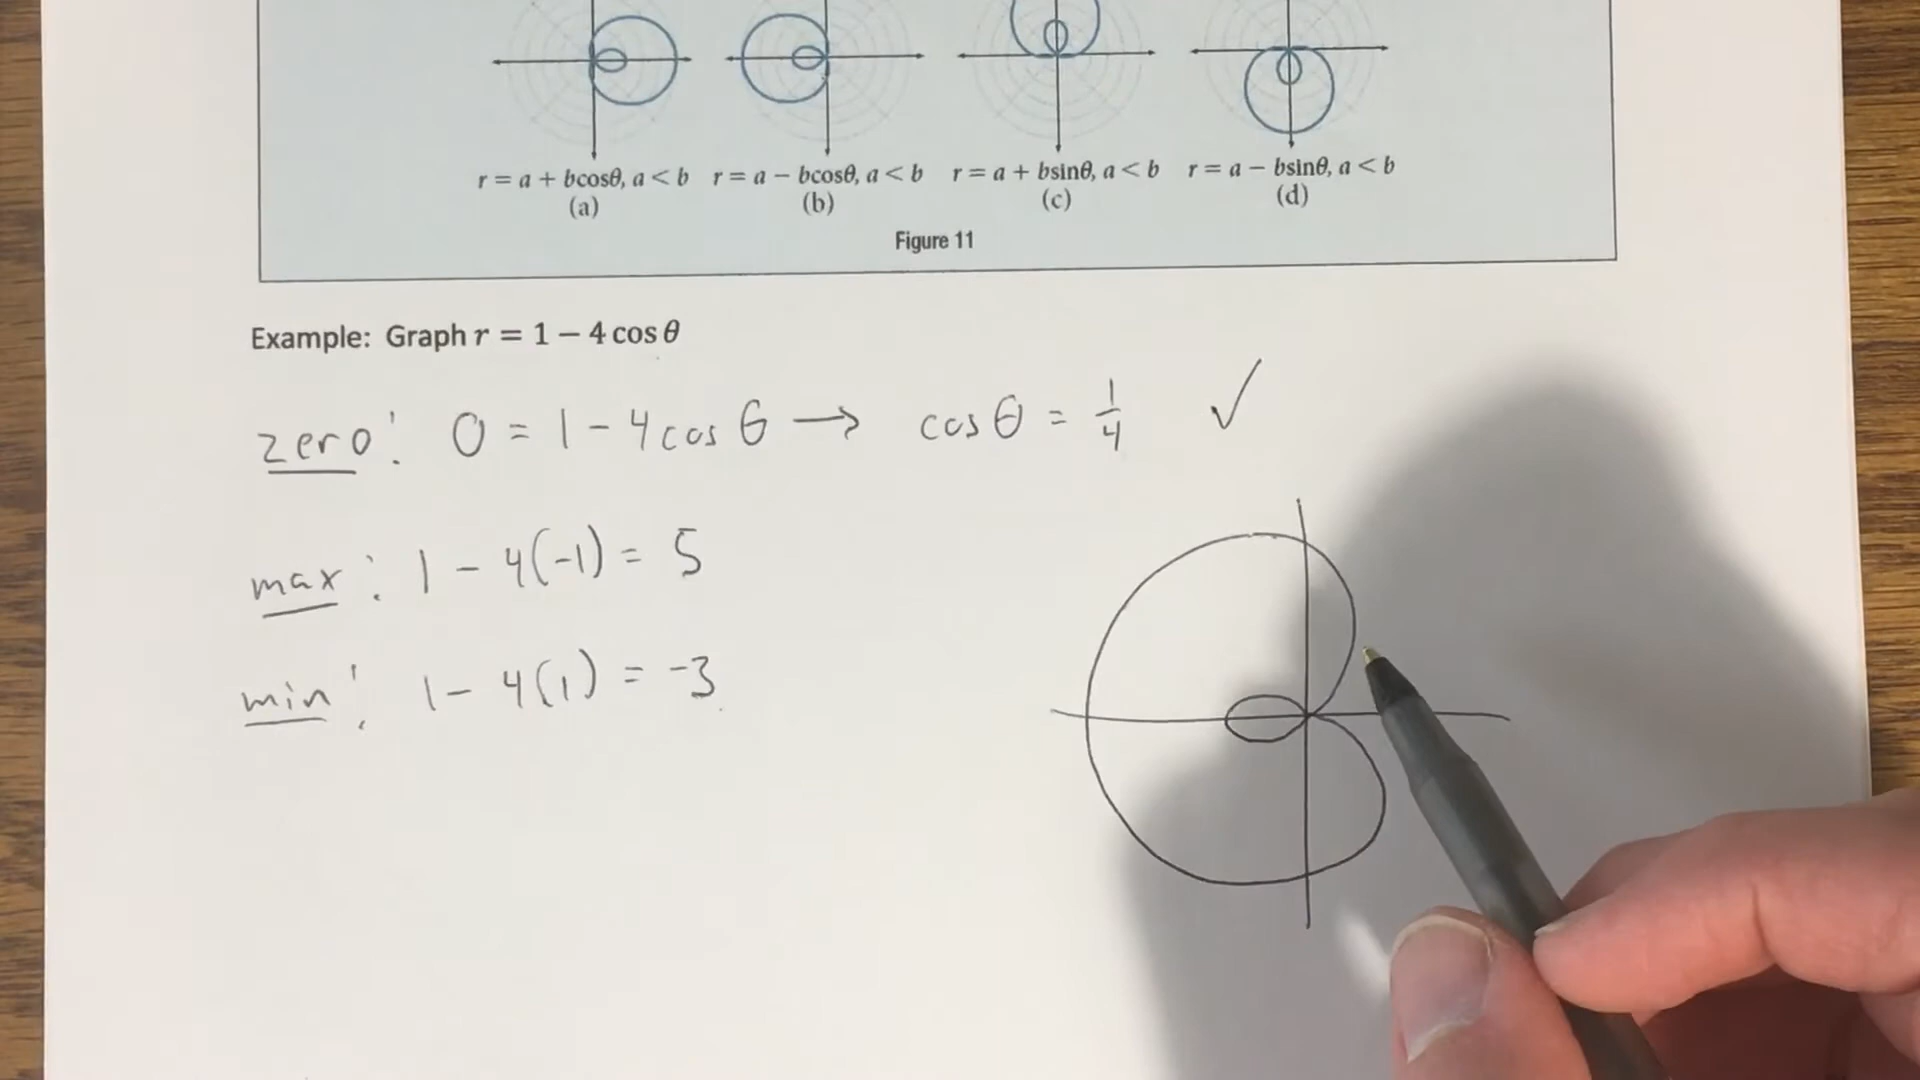 r = a + bcosθ, a < b r = a − bcosθ, a < b r = a + bsinθ, a < b r = a − bsinθ, a < b
(a) (b) (c) (d)
Figure 11
Example: Graph r = 1 − 4 cos θ
zero: 0 = 1 - 4 cos θ → cos θ = 1/4 ✓
max: 1 - 4(-1) = 5
min: 1 - 4(1) = -3